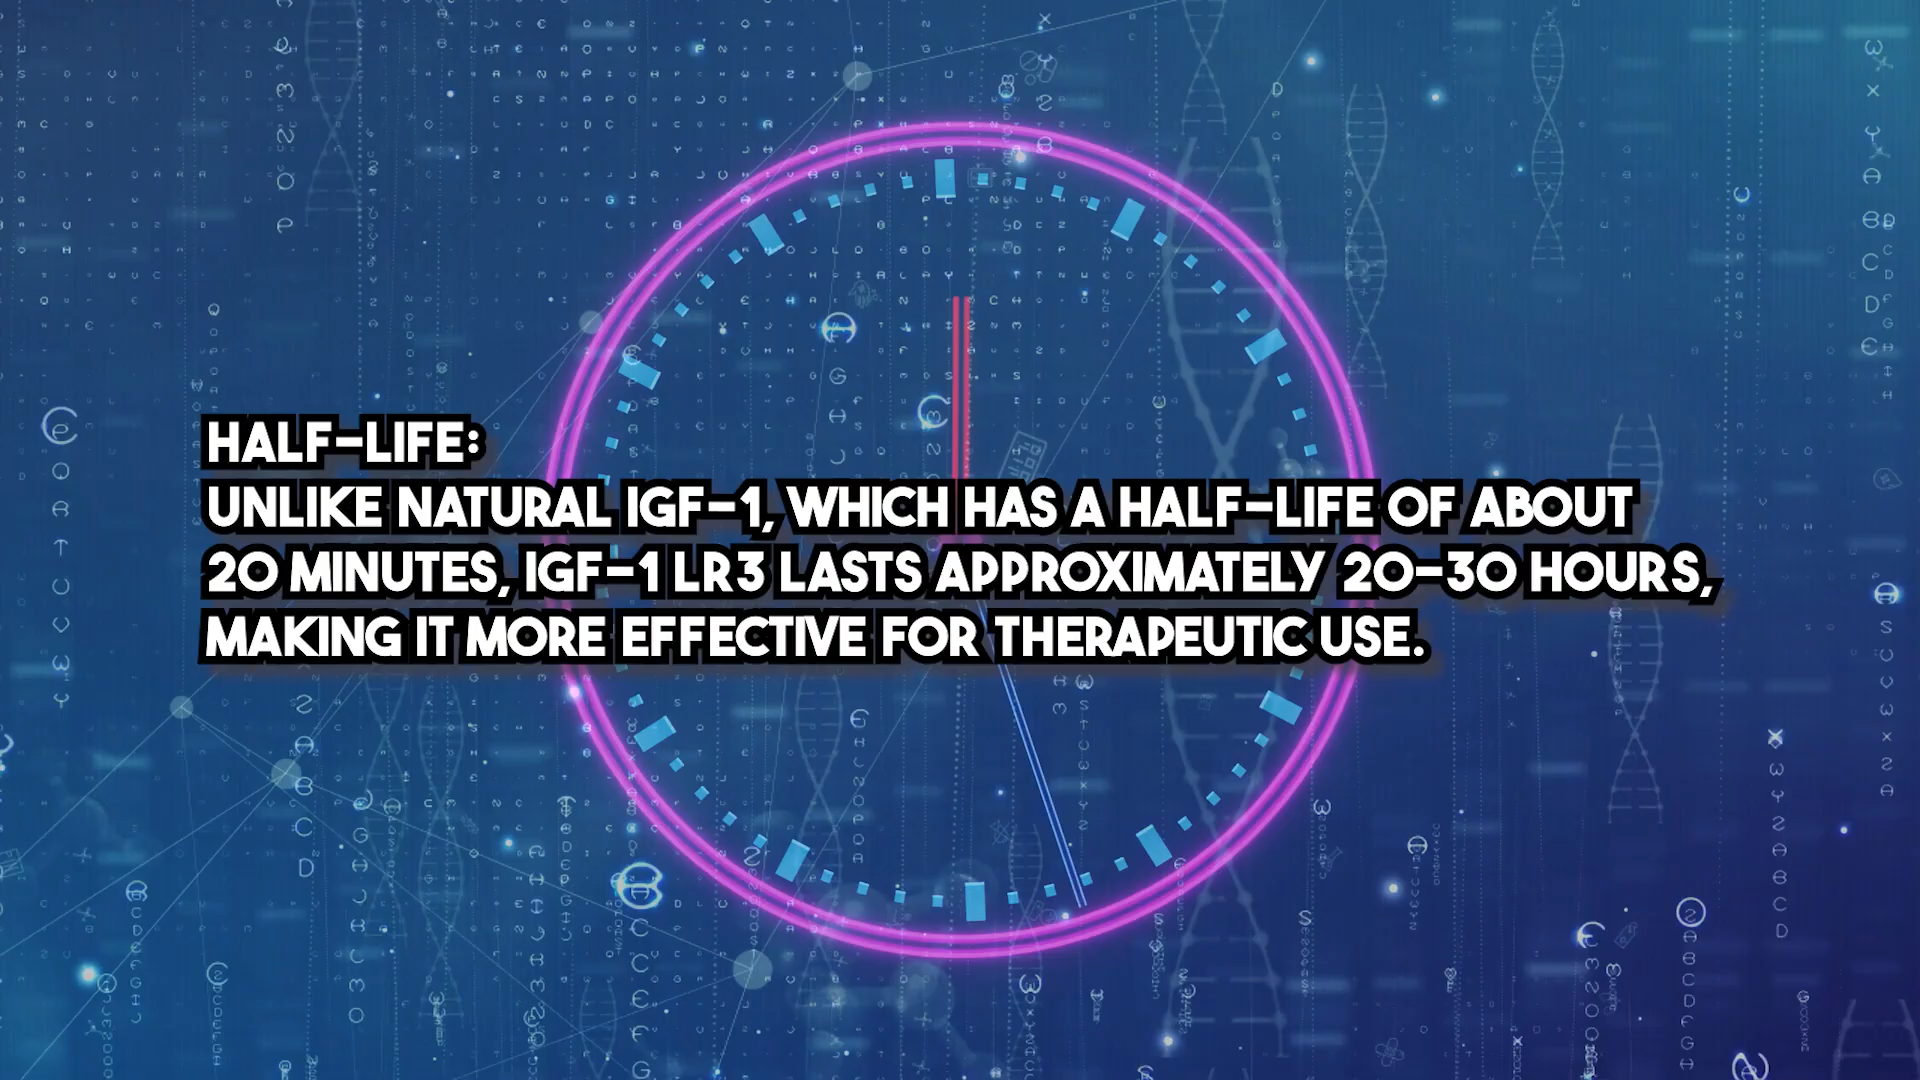 HALF-LIFE:
UNLIKE NATURAL IGF-1, WHICH HAS A HALF-LIFE OF ABOUT
20 MINUTES, IGF-1 LR3 LASTS APPROXIMATELY 20-30 HOURS,
MAKING IT MORE EFFECTIVE FOR THERAPEUTIC USE.